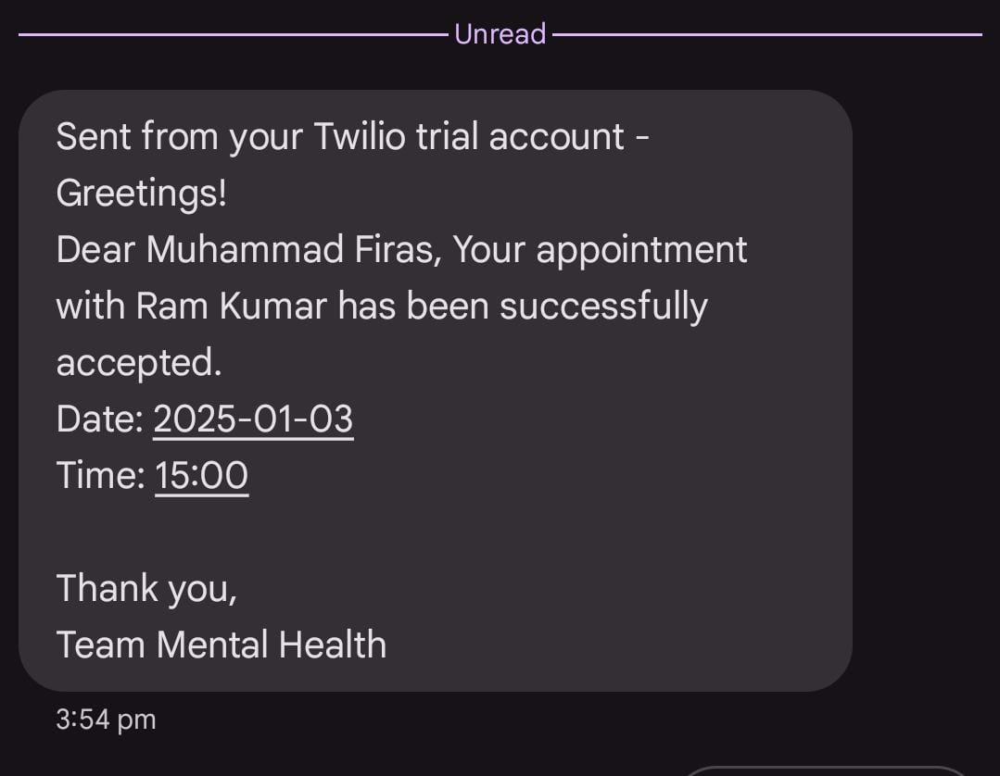 Unread
Sent from your Twilio trial account -
Greetings!
Dear Muhammad Firas, Your appointment
with Ram Kumar has been successfully
accepted.
Date: 2025-01-03
Time: 15:00
Thank you,
Team Mental Health
3:54 pm